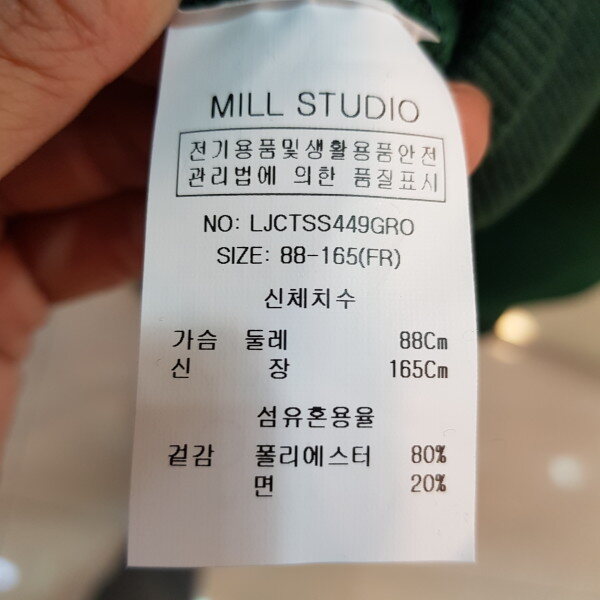 MILL STUDIO
전기용품및생활용품안전
관리법에 의한 품질표시
NO: LJCTSS449GRO
SIZE: 88-165(FR)
신체치수
가슴 둘레 88Cm
신 장 165Cm
섬유혼용율
겉감 폴리에스터 80%
면 20%